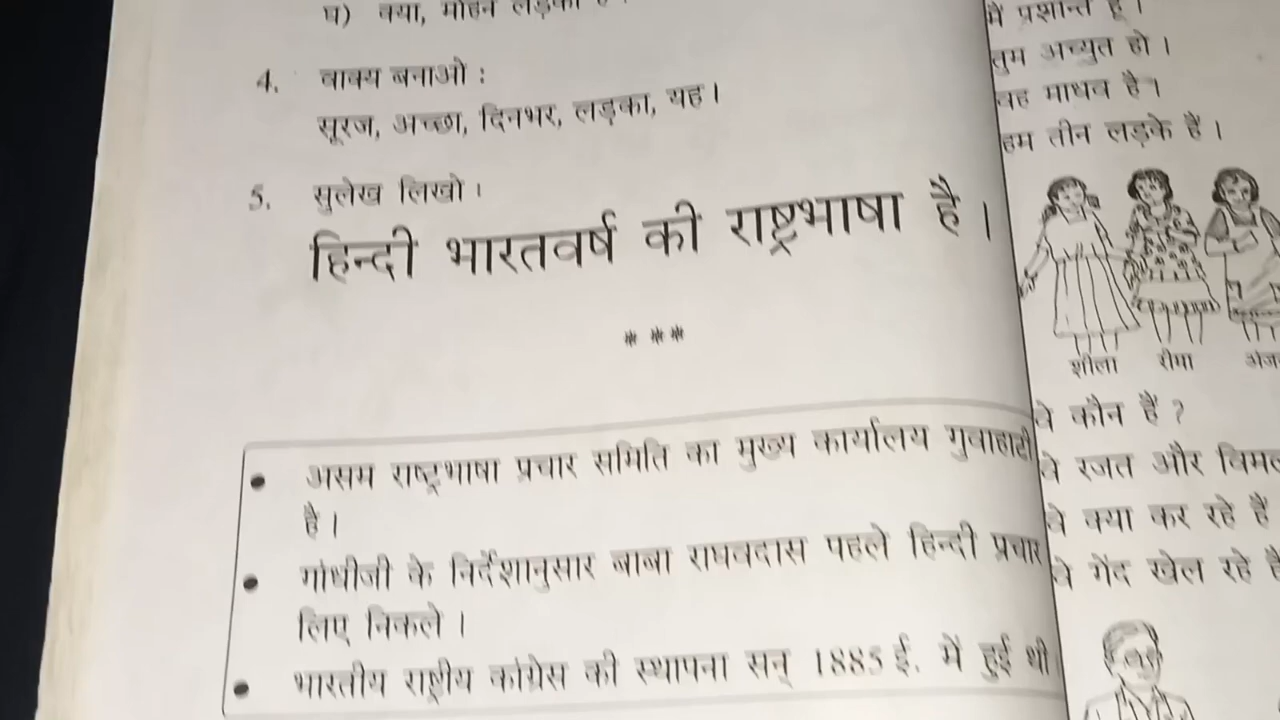 घ) क्या, मोहन लड़का है
4. वाक्य बनाओ :
सूरज, अच्छा, दिनभर, लड़का, यह।
5. सुलेख लिखो।
हिन्दी भारतवर्ष की राष्ट्रभाषा है।
***
• असम राष्ट्रभाषा प्रचार समिति का मुख्य कार्यालय गुवाहाटी
है।
• गांधीजी के निर्देशानुसार बाबा राघवदास पहले हिन्दी प्रचार
लिए निकले।
• भारतीय राष्ट्रीय कांग्रेस की स्थापना सन् 1885 ई. में हुई थी
में प्रशान्त हूँ।
तुम अच्युत हो।
वह माधव है।
हम तीन लड़के हैं।
शीला रीमा
वे कौन हैं ?
वे रजत और
वे क्या कर रहे हैं
वे गेंद खेल रहे